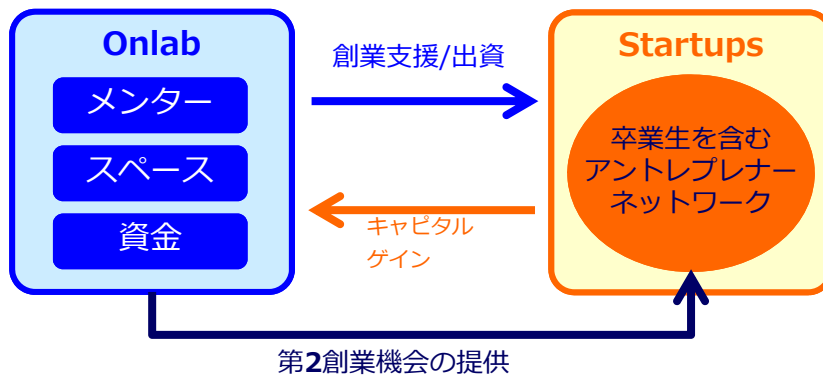 Onlab
メンター
スペース
資金
創業支援/出資
キャピタル
ゲイン
Startups
卒業生を含む
アントレプレナー
ネットワーク
第2創業機会の提供